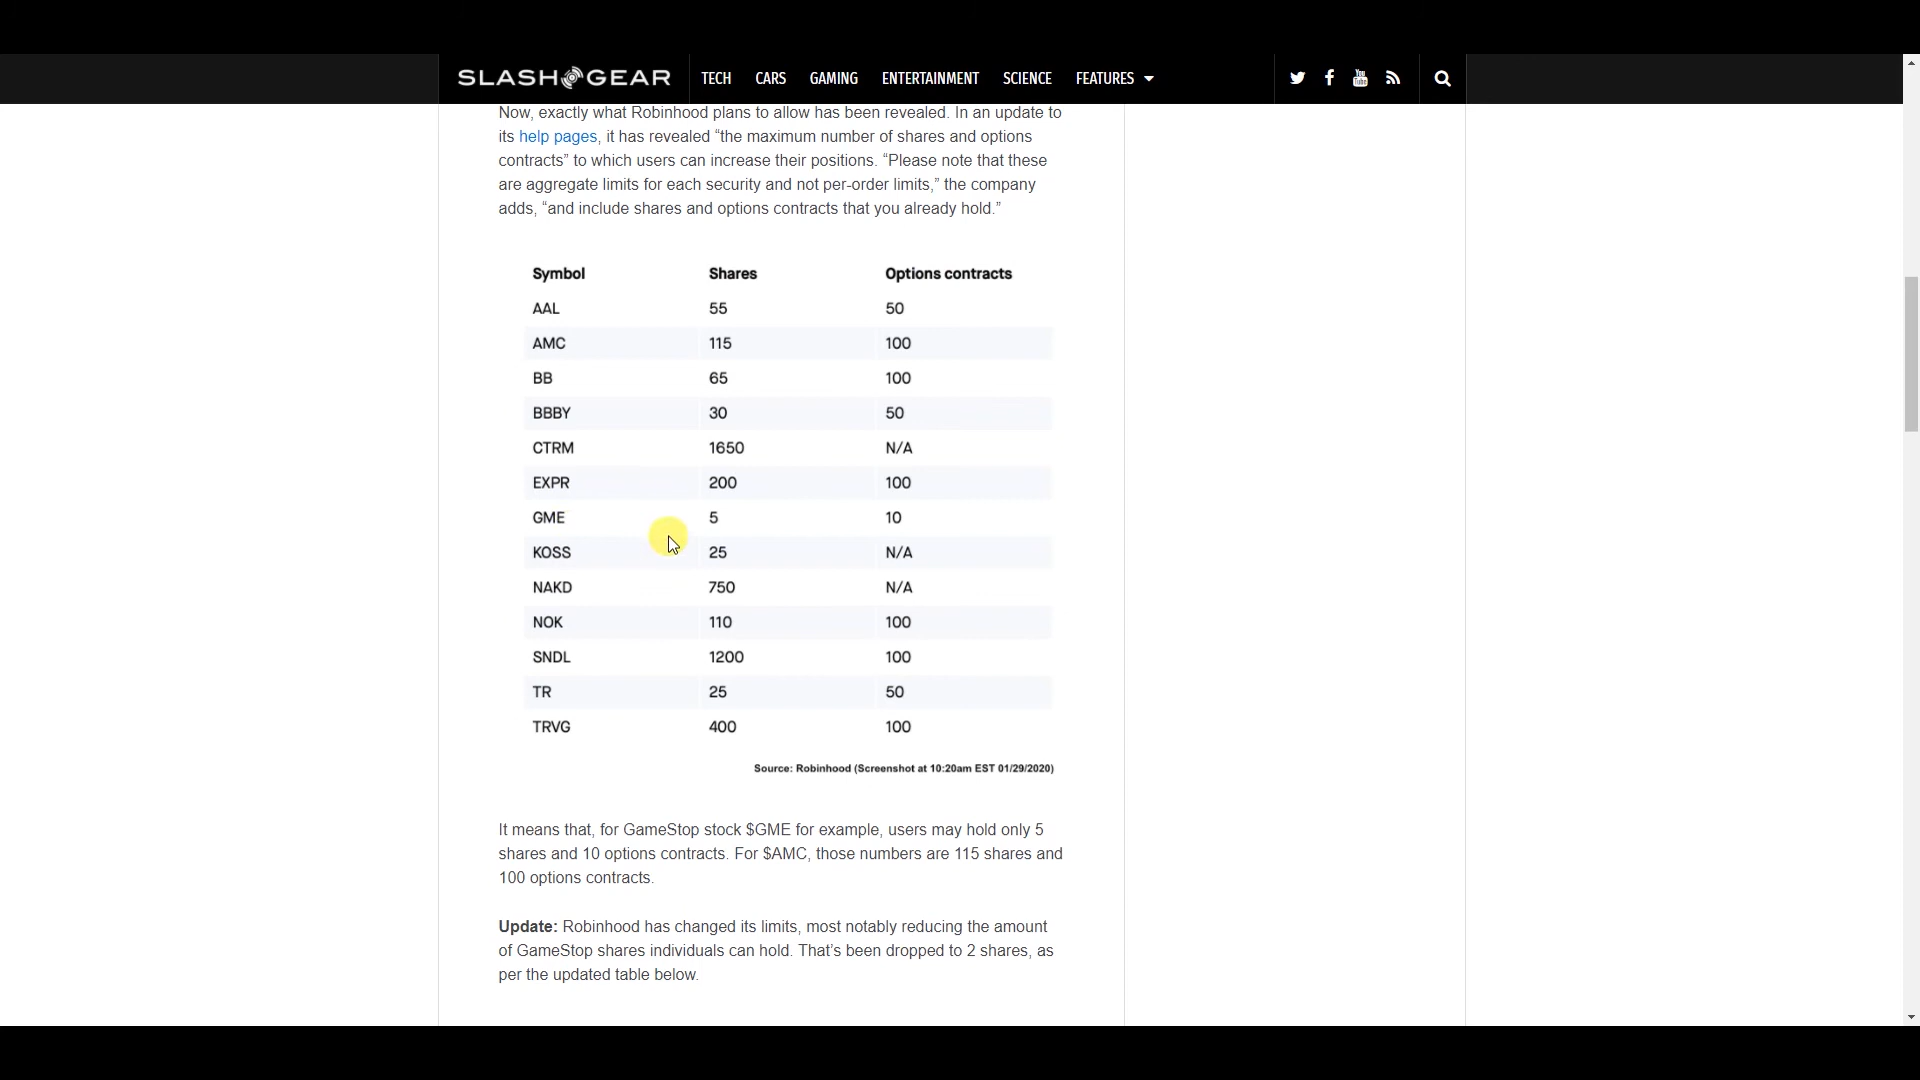 SLASHGEAR TECH CARS GAMING ENTERTAINMENT SCIENCE FEATURES
Now, exactly what Robinhood plans to allow has been revealed. In an update to
its help pages, it has revealed “the maximum number of shares and options
contracts” to which users can increase their positions. “Please note that these
are aggregate limits for each security and not per-order limits,” the company
adds, “and include shares and options contracts that you already hold.”
Symbol Shares Options contracts
AAL 55 50
AMC 115 100
BB 65 100
BBBY 30 50
CTRM 1650 N/A
EXPR 200 100
GME 5 10
KOSS 25 N/A
NAKD 750 N/A
NOK 110 100
SNDL 1200 100
TR 25 50
TRVG 400 100
Source: Robinhood (Screenshot at 10:20am EST 01/29/2020)
It means that, for GameStop stock $GME for example, users may hold only 5
shares and 10 options contracts. For $AMC, those numbers are 115 shares and
100 options contracts.
Update: Robinhood has changed its limits, most notably reducing the amount
of GameStop shares individuals can hold. That’s been dropped to 2 shares, as
per the updated table below.